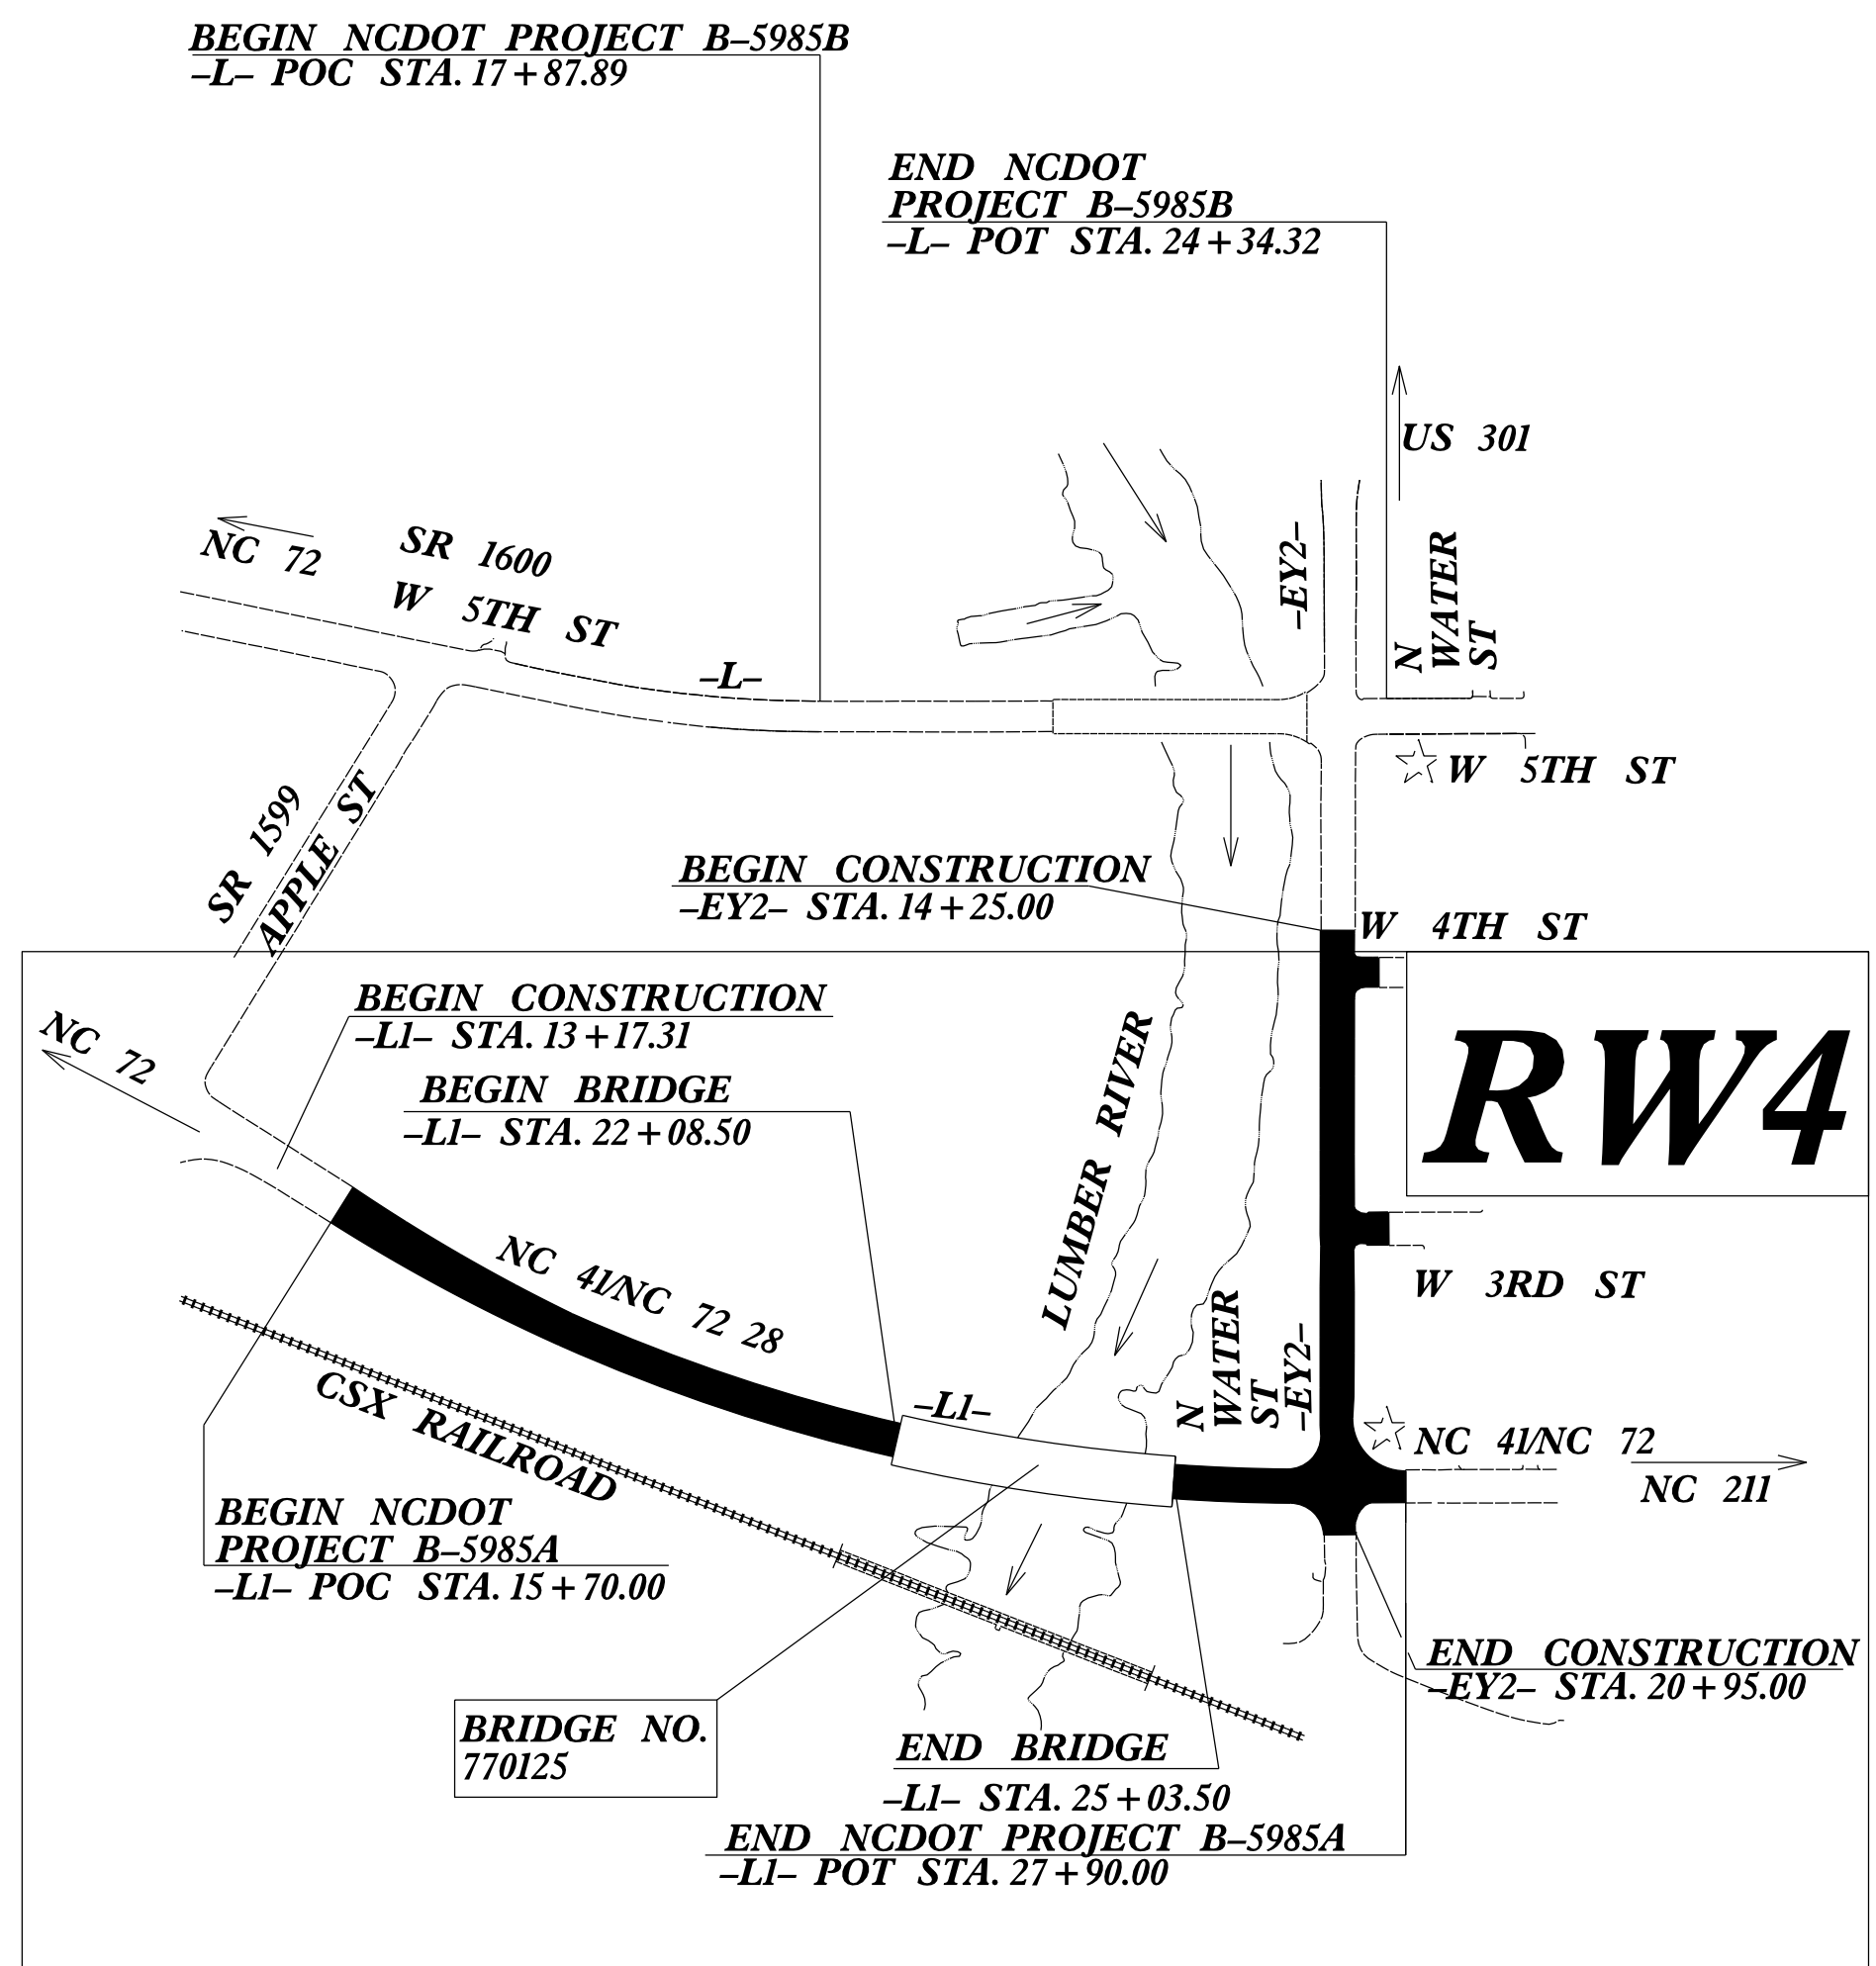 BEGIN NCDOT PROJECT B–5985B
–L– POC STA. 17+87.89
END NCDOT
PROJECT B–5985B
–L– POT STA. 24+34.32
US 301
NC 72
SR 1600
W 5TH ST
–L–
–EY2–
N
WATER
ST
W 5TH ST
SR 1599
APPLE ST
BEGIN CONSTRUCTION
–EY2– STA. 14+25.00
W 4TH ST
BEGIN CONSTRUCTION
–L1– STA. 13+17.31
NC 72
BEGIN BRIDGE
–L1– STA. 22+08.50
LUMBER RIVER
RW4
NC 41/NC 72 28
W 3RD ST
CSX RAILROAD
–L1–
N
WATER
ST
–EY2–
NC 41/NC 72
NC 211
BEGIN NCDOT
PROJECT B–5985A
–L1– POC STA. 15+70.00
END CONSTRUCTION
–EY2– STA. 20+95.00
BRIDGE NO.
770125
END BRIDGE
–L1– STA. 25+03.50
END NCDOT PROJECT B–5985A
–L1– POT STA. 27+90.00